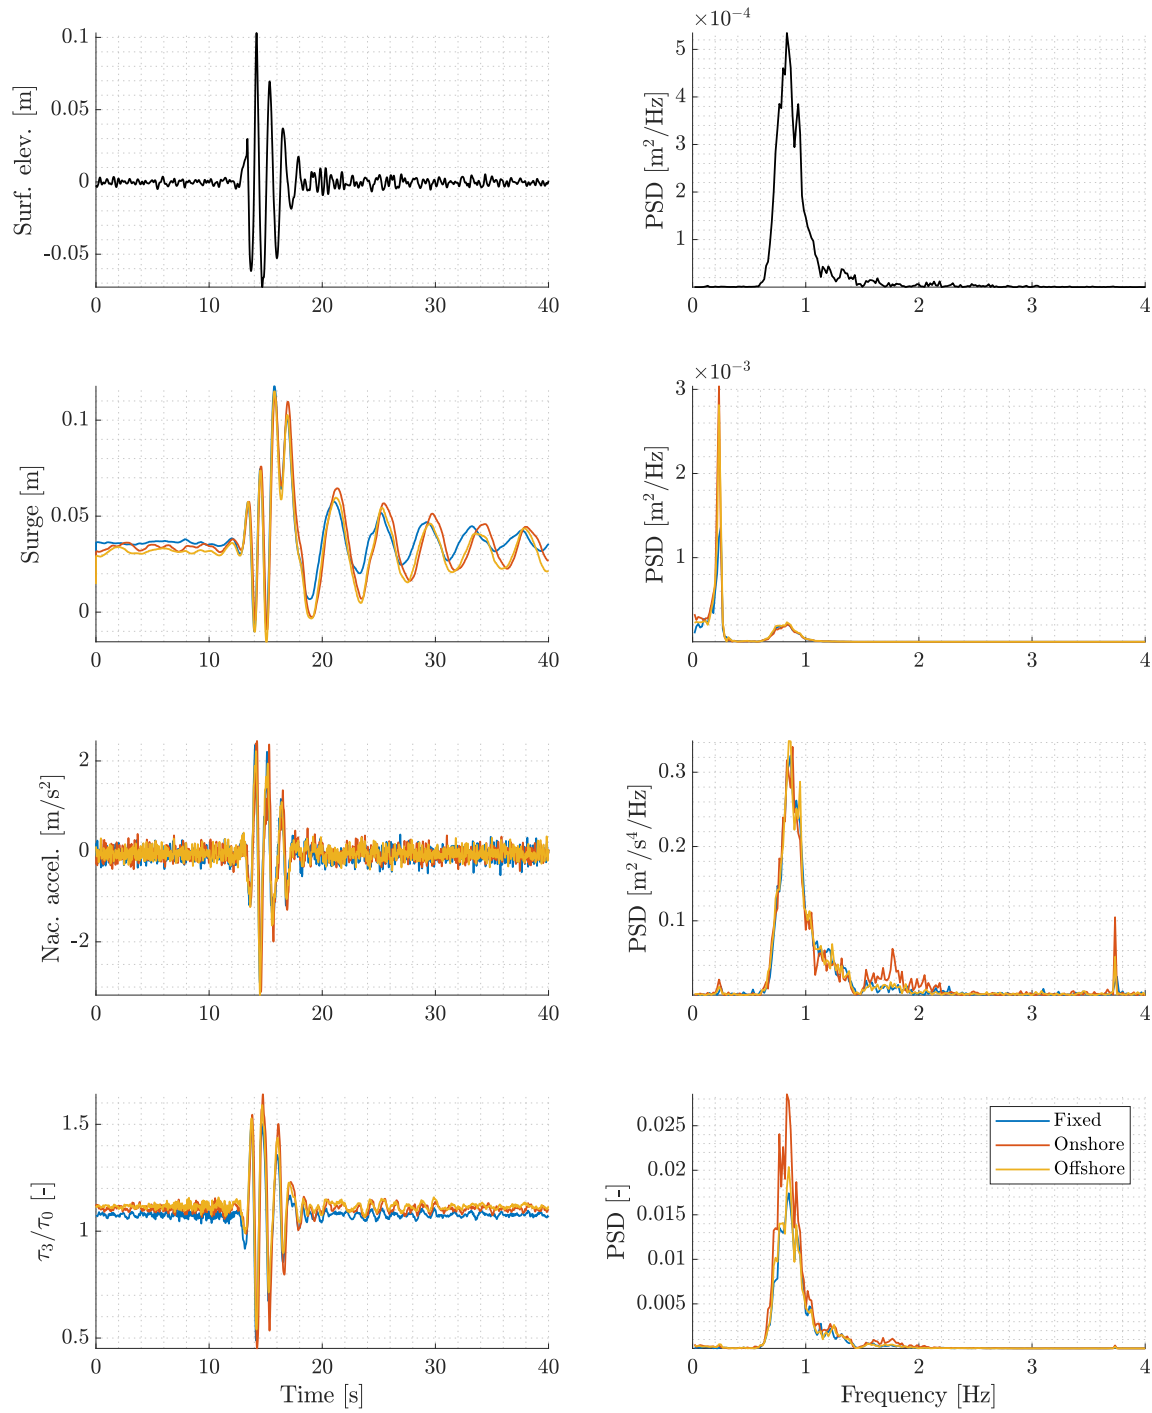 Surf. elev. [m]
0.1
0.05
0
-0.05
0 10 20 30 40
×10⁻⁴
PSD [m²/Hz]
5
4
3
2
1
0 1 2 3 4
Surge [m]
0.1
0.05
0
0 10 20 30 40
×10⁻³
PSD [m²/Hz]
3
2
1
0 1 2 3 4
Nac. accel. [m/s²]
2
0
-2
0 10 20 30 40
PSD [m²/s⁴/Hz]
0.3
0.2
0.1
0 1 2 3 4
τ₃/τ₀ [-]
1.5
1
0.5
0 10 20 30 40
Time [s]
PSD [-]
0.025
0.02
0.015
0.01
0.005
0 1 2 3 4
Frequency [Hz]
Fixed
Onshore
Offshore